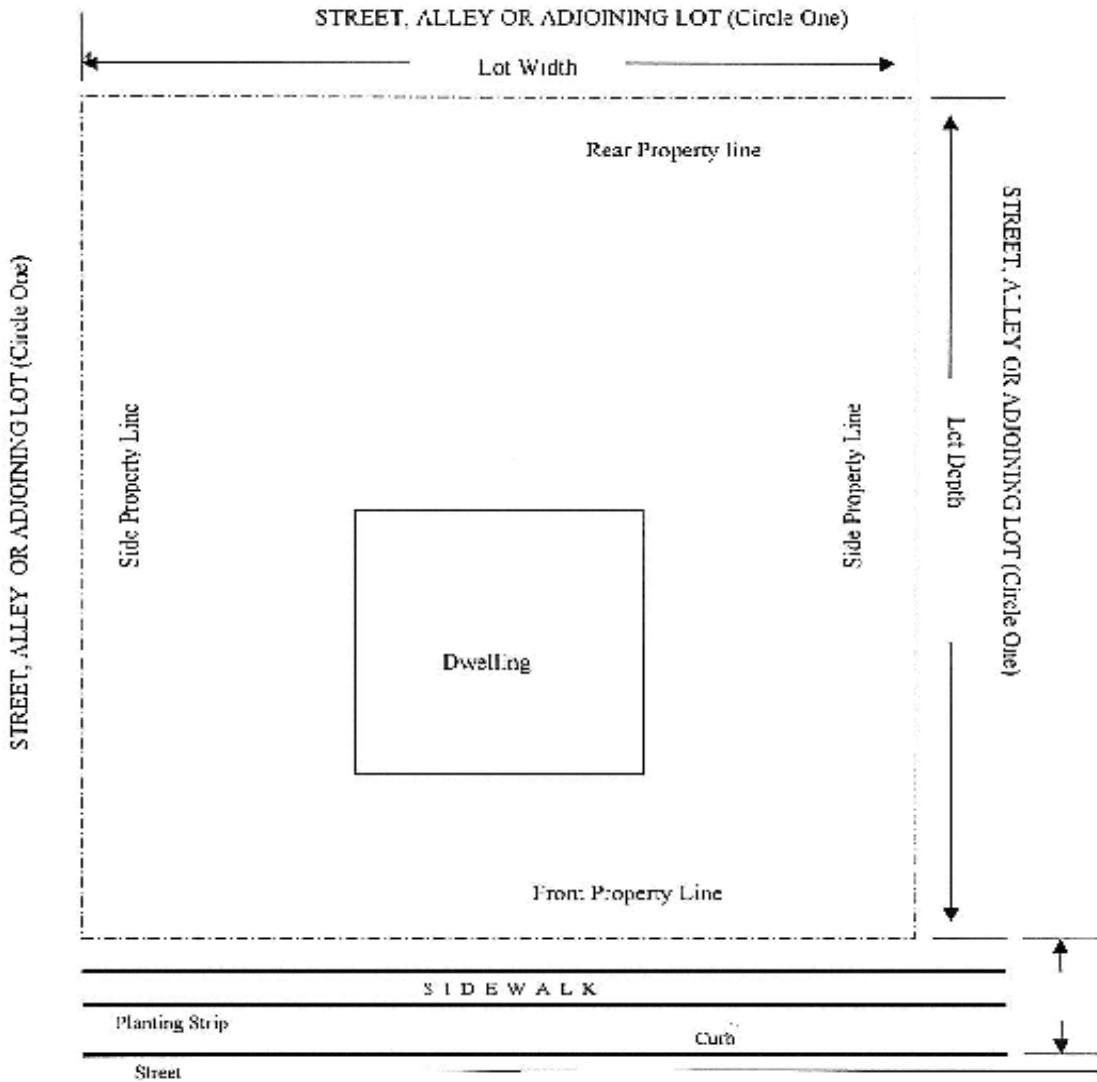 STREET, ALLEY OR ADJOINING LOT (Circle One)
Lot Width
Rear Property line
STREET, ALLEY OR ADJOINING LOT (Circle One)
Side Property Line
Side Property Line
Lot Depth
STREET, ALLEY OR ADJOINING LOT (Circle One)
Dwelling
Front Property Line
SIDEWALK
Planting Strip
Curb
Street